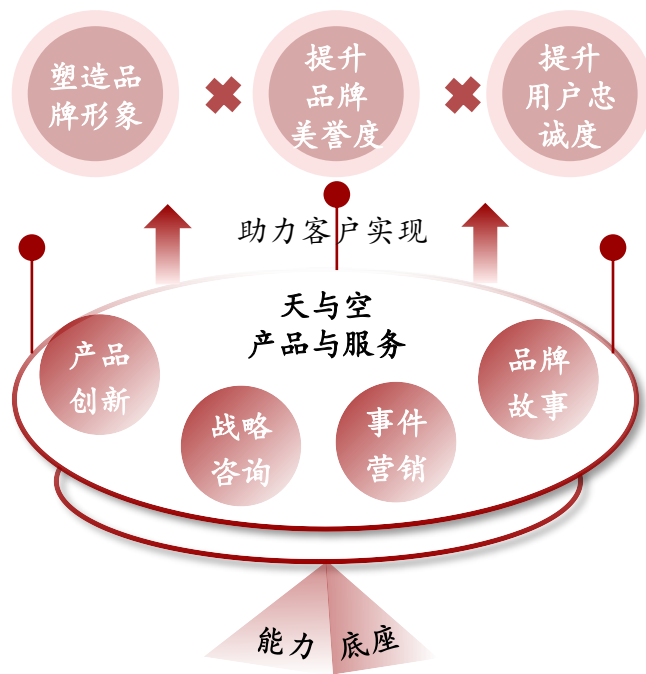 塑造品
牌形象
提升
品牌
美誉度
提升
用户忠
诚度
助力客户实现
天与空
产品与服务
产品
创新
战略
咨询
事件
营销
品牌
故事
能力 底座